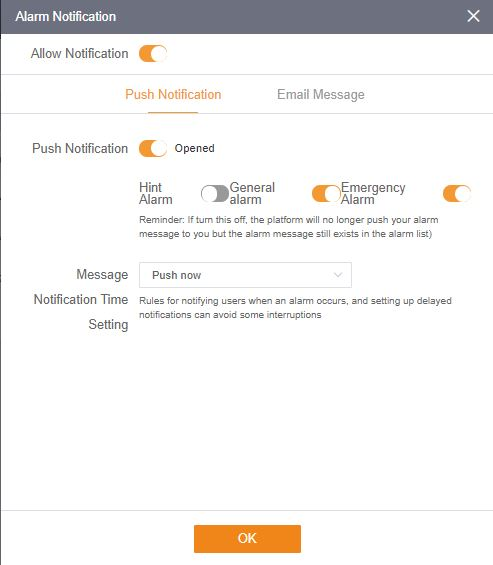 Alarm Notification
Allow Notification
Push Notification Email Message
Push Notification Opened
Hint General Emergency
Alarm alarm Alarm
Reminder: If turn this off, the platform will no longer push your alarm
message to you but the alarm message still exists in the alarm list)
Message Push now
Notification Time Rules for notifying users when an alarm occurs, and setting up delayed
Setting notifications can avoid some interruptions
OK